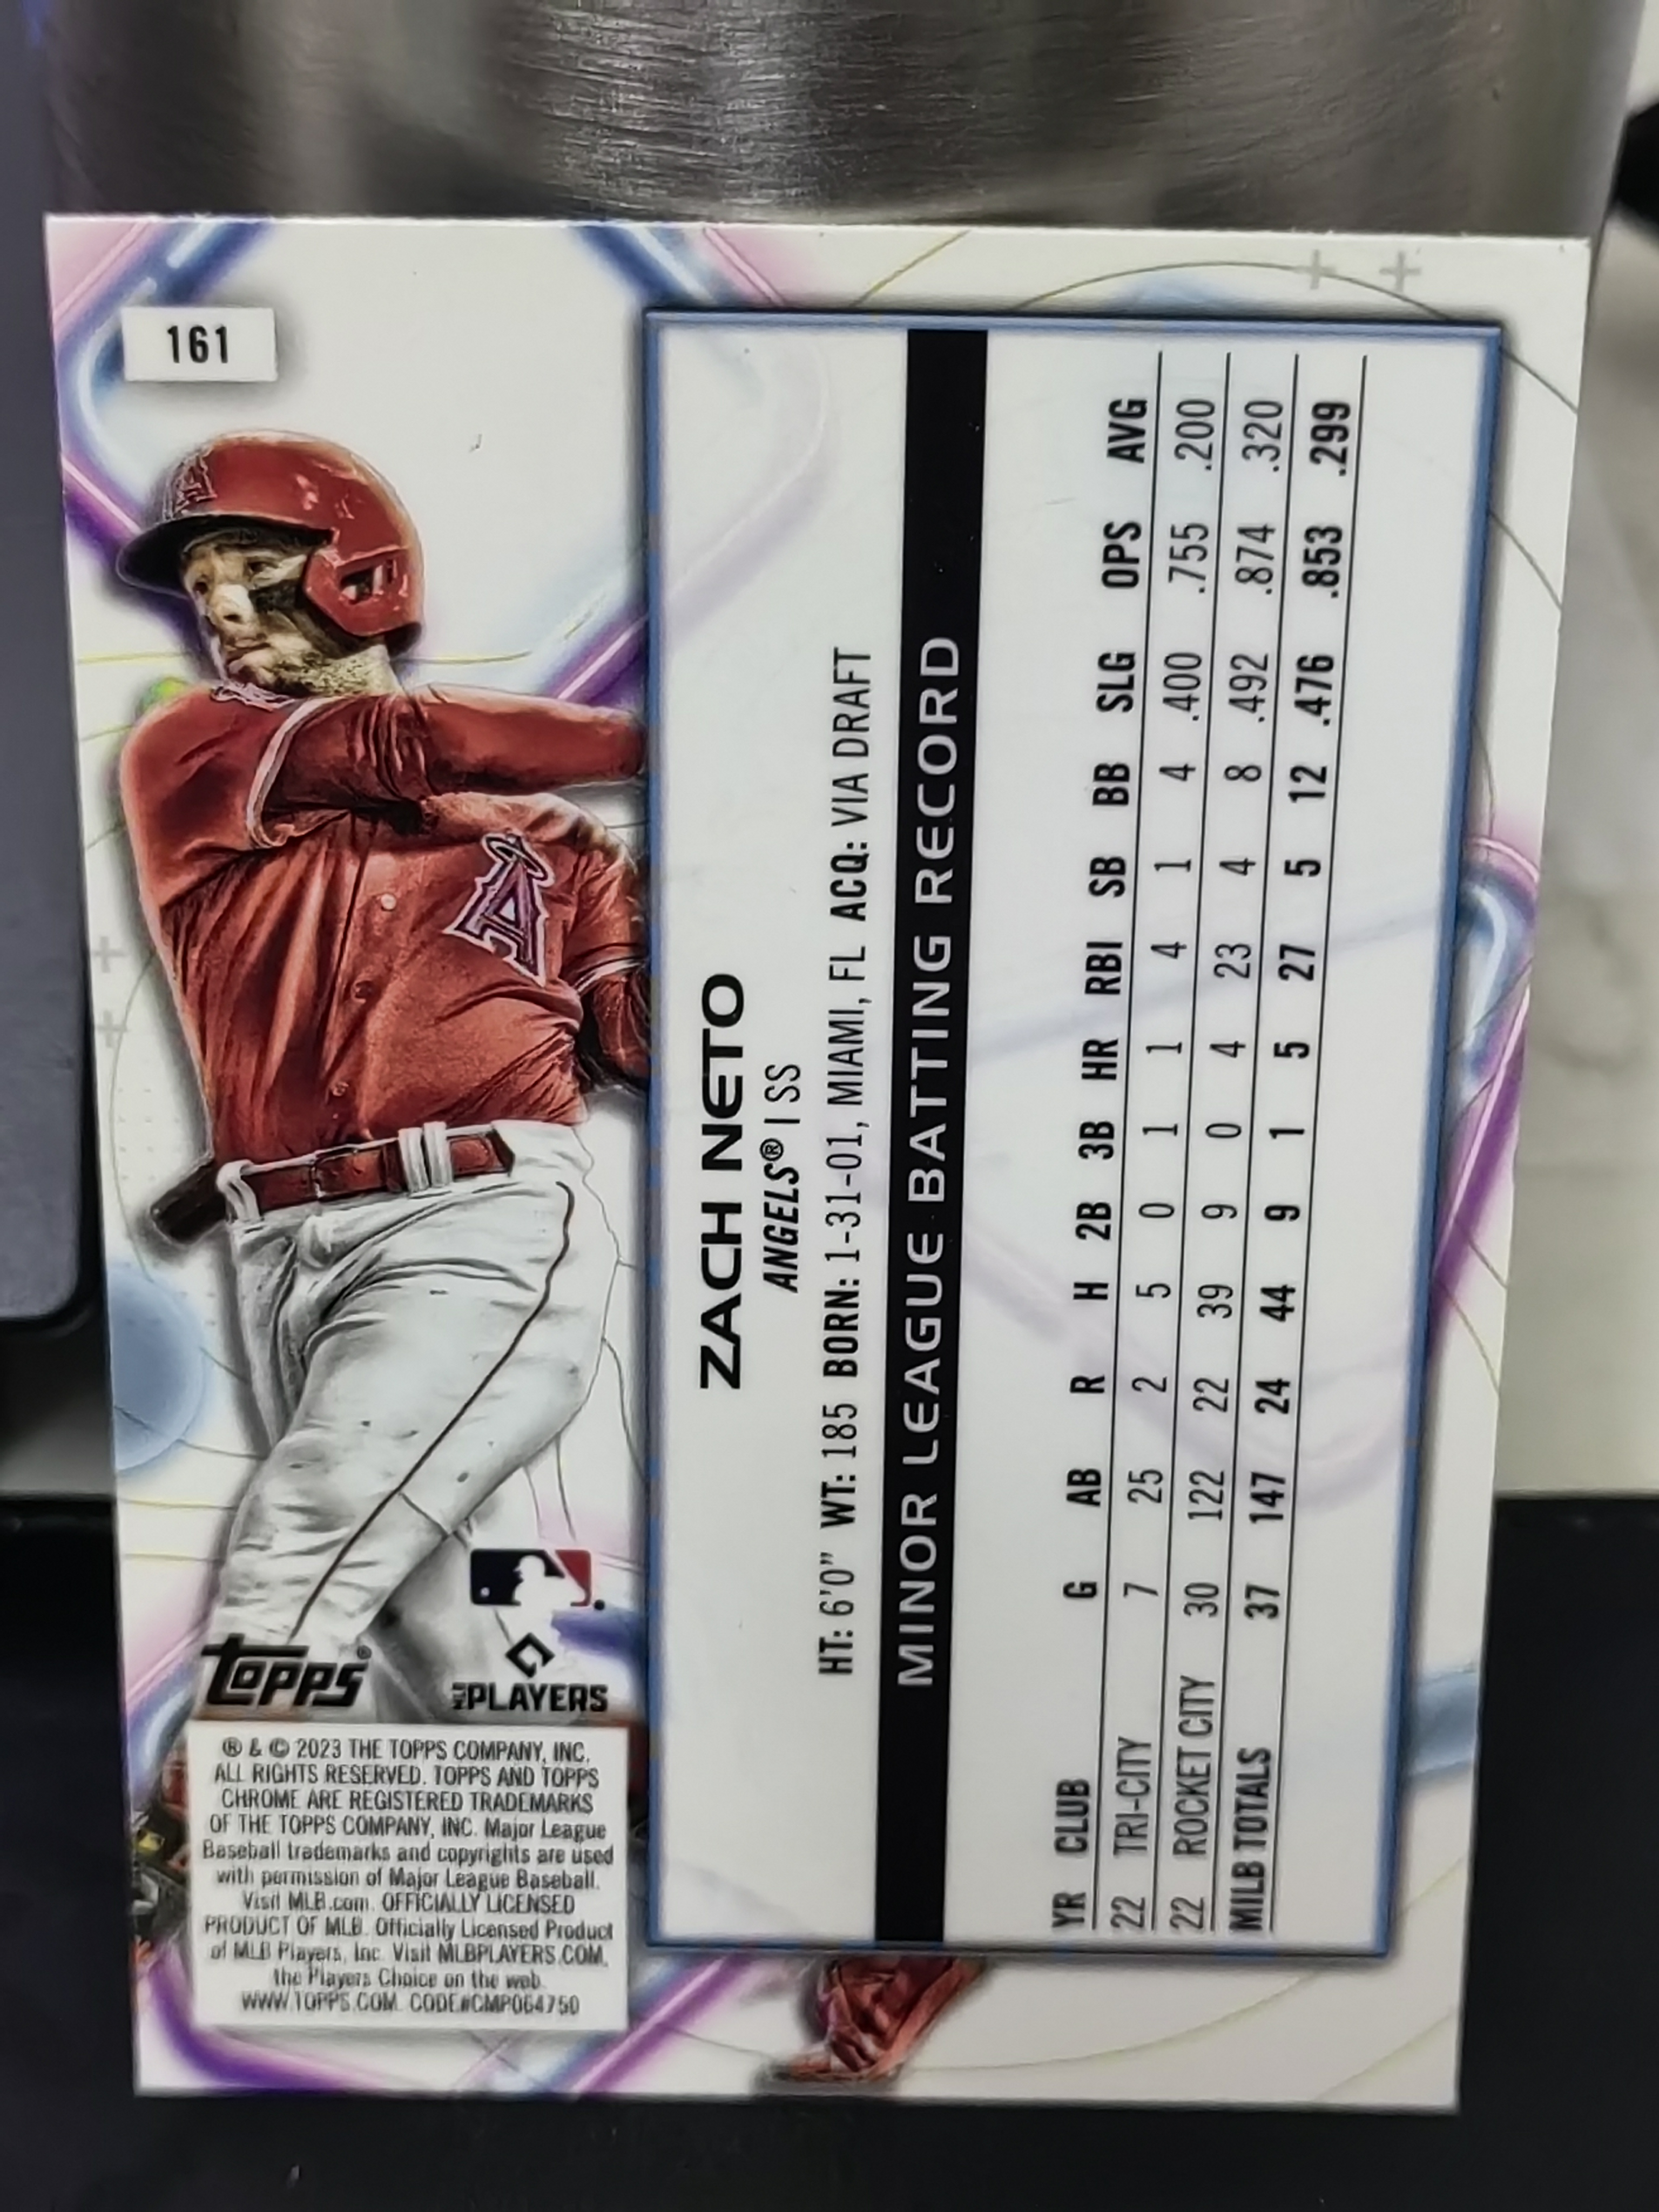 161
TOPPS®
MLB PLAYERS
® & © 2023 THE TOPPS COMPANY, INC.
ALL RIGHTS RESERVED. TOPPS AND TOPPS
CHROME ARE REGISTERED TRADEMARKS
OF THE TOPPS COMPANY, INC. Major League
Baseball trademarks and copyrights are used
with permission of Major League Baseball.
Visit MLB.com. OFFICIALLY LICENSED
PRODUCT OF MLB. Officially Licensed Product
of MLB Players, Inc. Visit MLBPLAYERS.COM,
the Players Choice on the web.
WWW.TOPPS.COM. CODE#CMP064750
ZACH NETO
ANGELS® | SS
HT: 6'0" WT: 185 BORN: 1-31-01, MIAMI, FL ACQ: VIA DRAFT
MINOR LEAGUE BATTING RECORD
YR CLUB G AB R H 2B 3B HR RBI SB BB SLG OPS AVG
22 TRI-CITY 7 25 2 5 0 1 1 4 1 4 .400 .755 .200
22 ROCKET CITY 30 122 22 39 9 0 4 23 4 8 .492 .874 .320
MILB TOTALS 37 147 24 44 9 1 5 27 5 12 .476 .853 .299